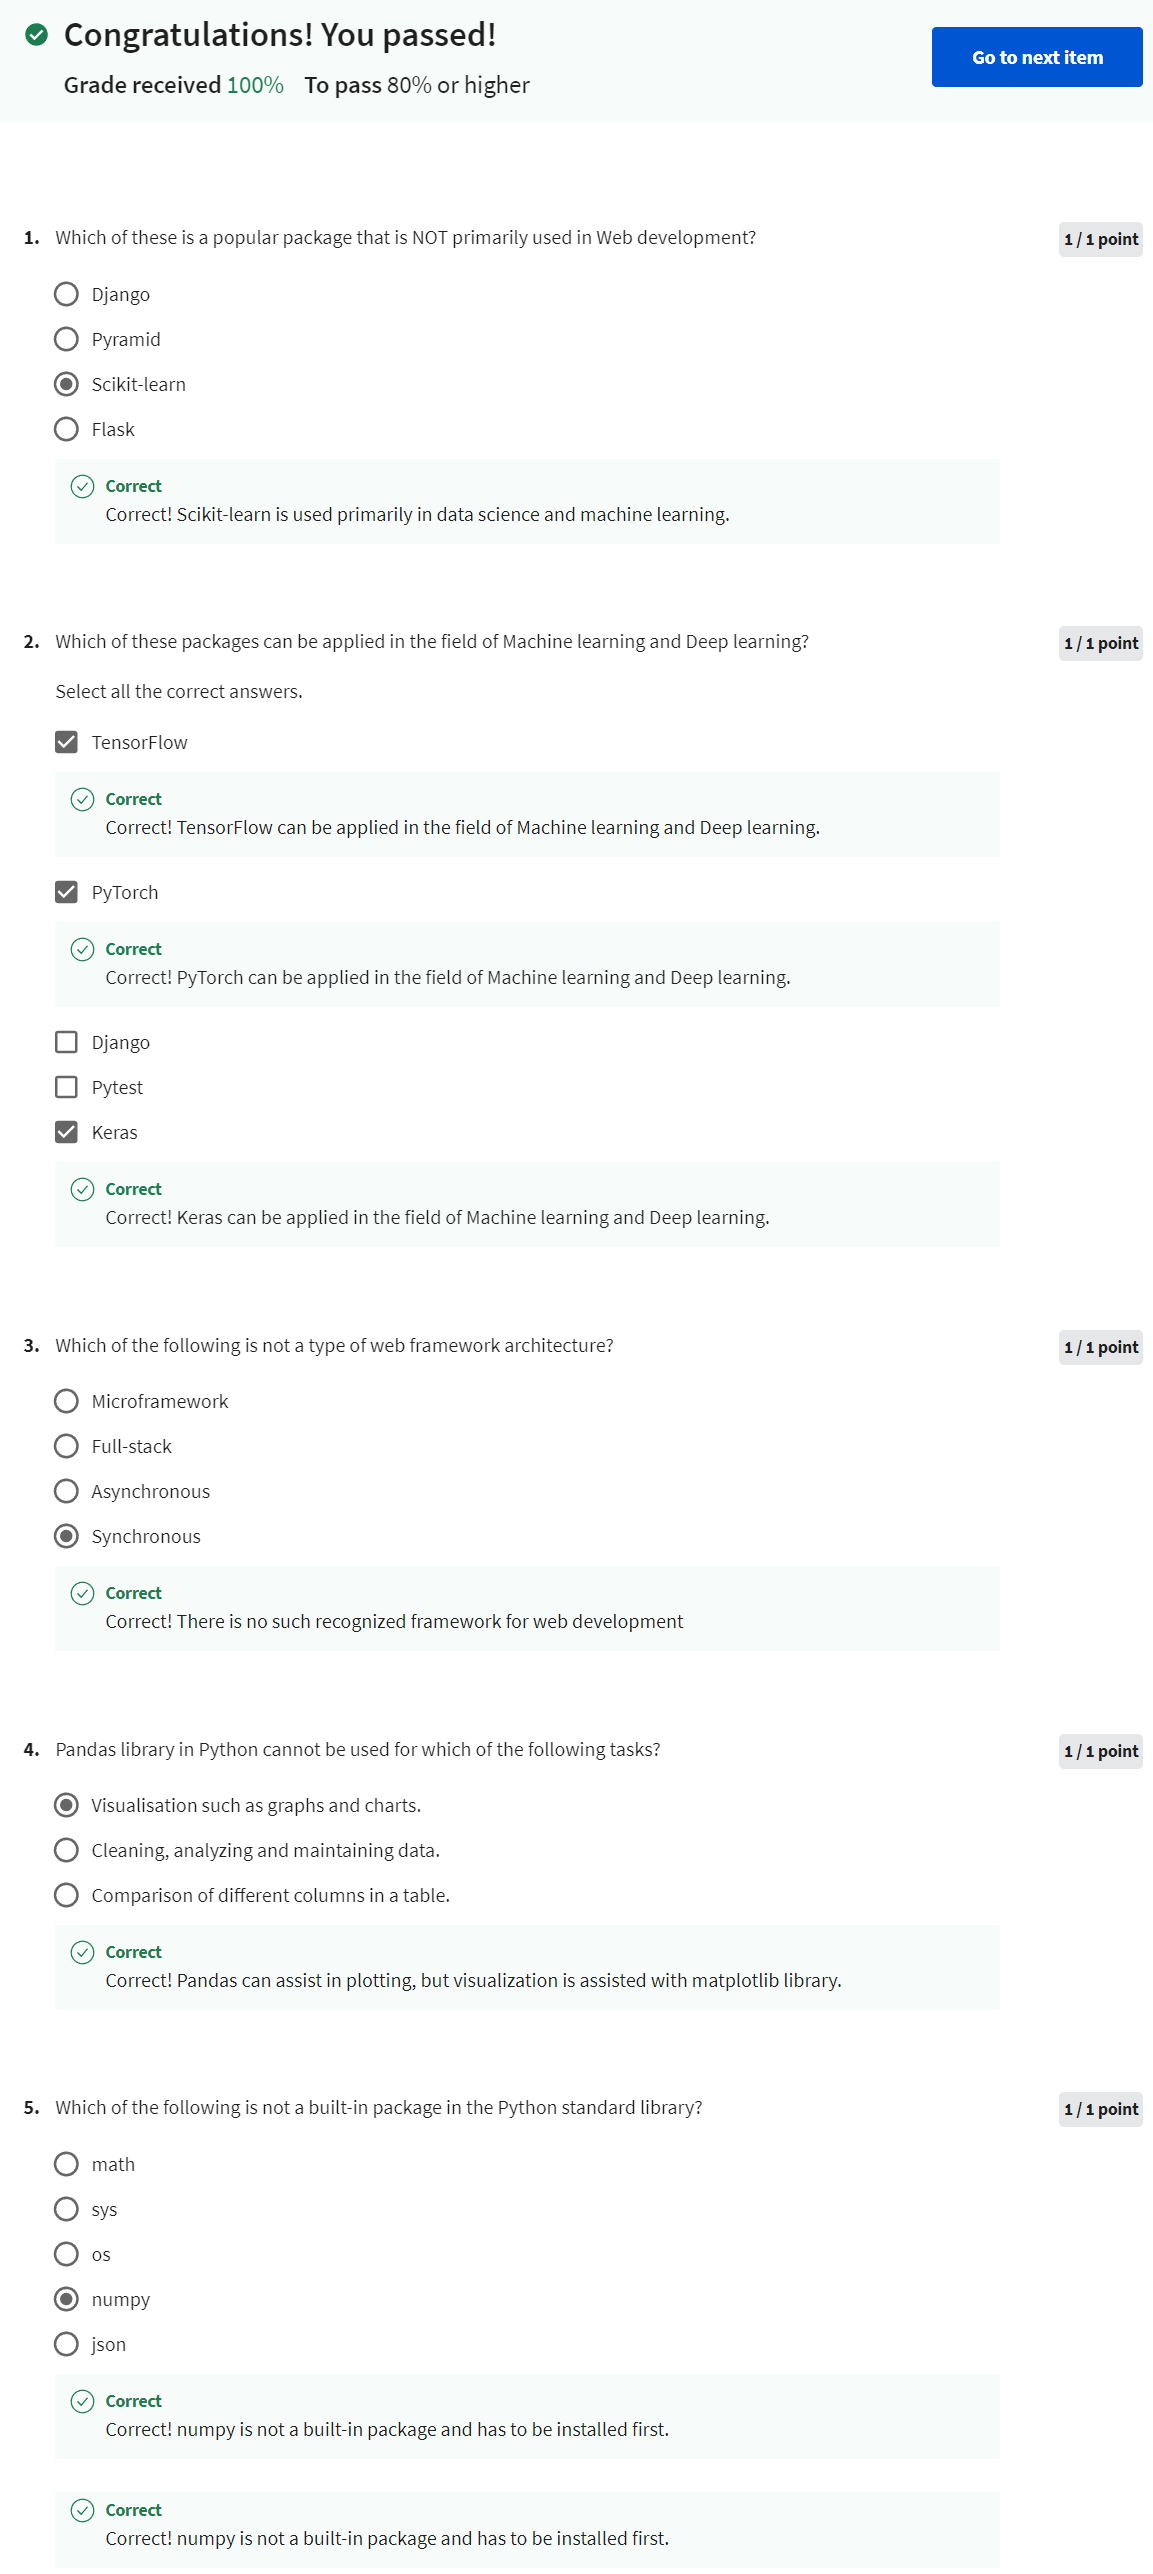 Congratulations! You passed!
Grade received 100% To pass 80% or higher
Go to next item
1. Which of these is a popular package that is NOT primarily used in Web development?
1 / 1 point
Django
Pyramid
Scikit-learn
Flask
Correct
Correct! Scikit-learn is used primarily in data science and machine learning.
2. Which of these packages can be applied in the field of Machine learning and Deep learning?
1 / 1 point
Select all the correct answers.
TensorFlow
Correct
Correct! TensorFlow can be applied in the field of Machine learning and Deep learning.
PyTorch
Correct
Correct! PyTorch can be applied in the field of Machine learning and Deep learning.
Django
Pytest
Keras
Correct
Correct! Keras can be applied in the field of Machine learning and Deep learning.
3. Which of the following is not a type of web framework architecture?
1 / 1 point
Microframework
Full-stack
Asynchronous
Synchronous
Correct
Correct! There is no such recognized framework for web development
4. Pandas library in Python cannot be used for which of the following tasks?
1 / 1 point
Visualisation such as graphs and charts.
Cleaning, analyzing and maintaining data.
Comparison of different columns in a table.
Correct
Correct! Pandas can assist in plotting, but visualization is assisted with matplotlib library.
5. Which of the following is not a built-in package in the Python standard library?
1 / 1 point
math
sys
os
numpy
json
Correct
Correct! numpy is not a built-in package and has to be installed first.
Correct
Correct! numpy is not a built-in package and has to be installed first.